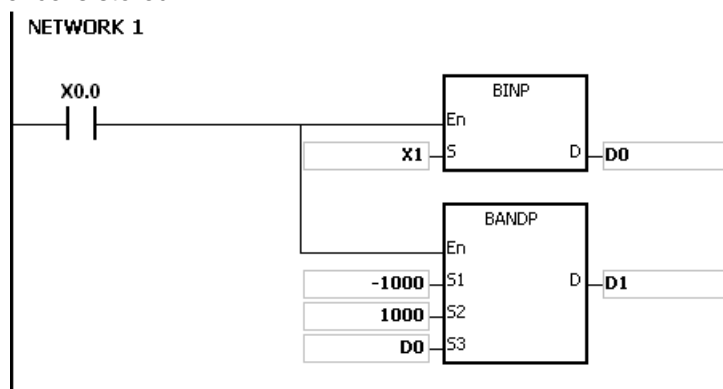 NETWORK 1
X0.0
BINP
En
X1 S D D0
BANDP
En
-1000 S1 D D1
1000 S2
D0 S3